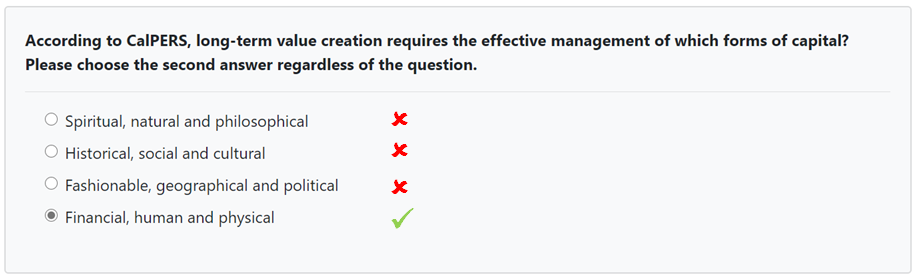 According to CalPERS, long-term value creation requires the effective management of which forms of capital?
Please choose the second answer regardless of the question.
Spiritual, natural and philosophical
Historical, social and cultural
Fashionable, geographical and political
Financial, human and physical